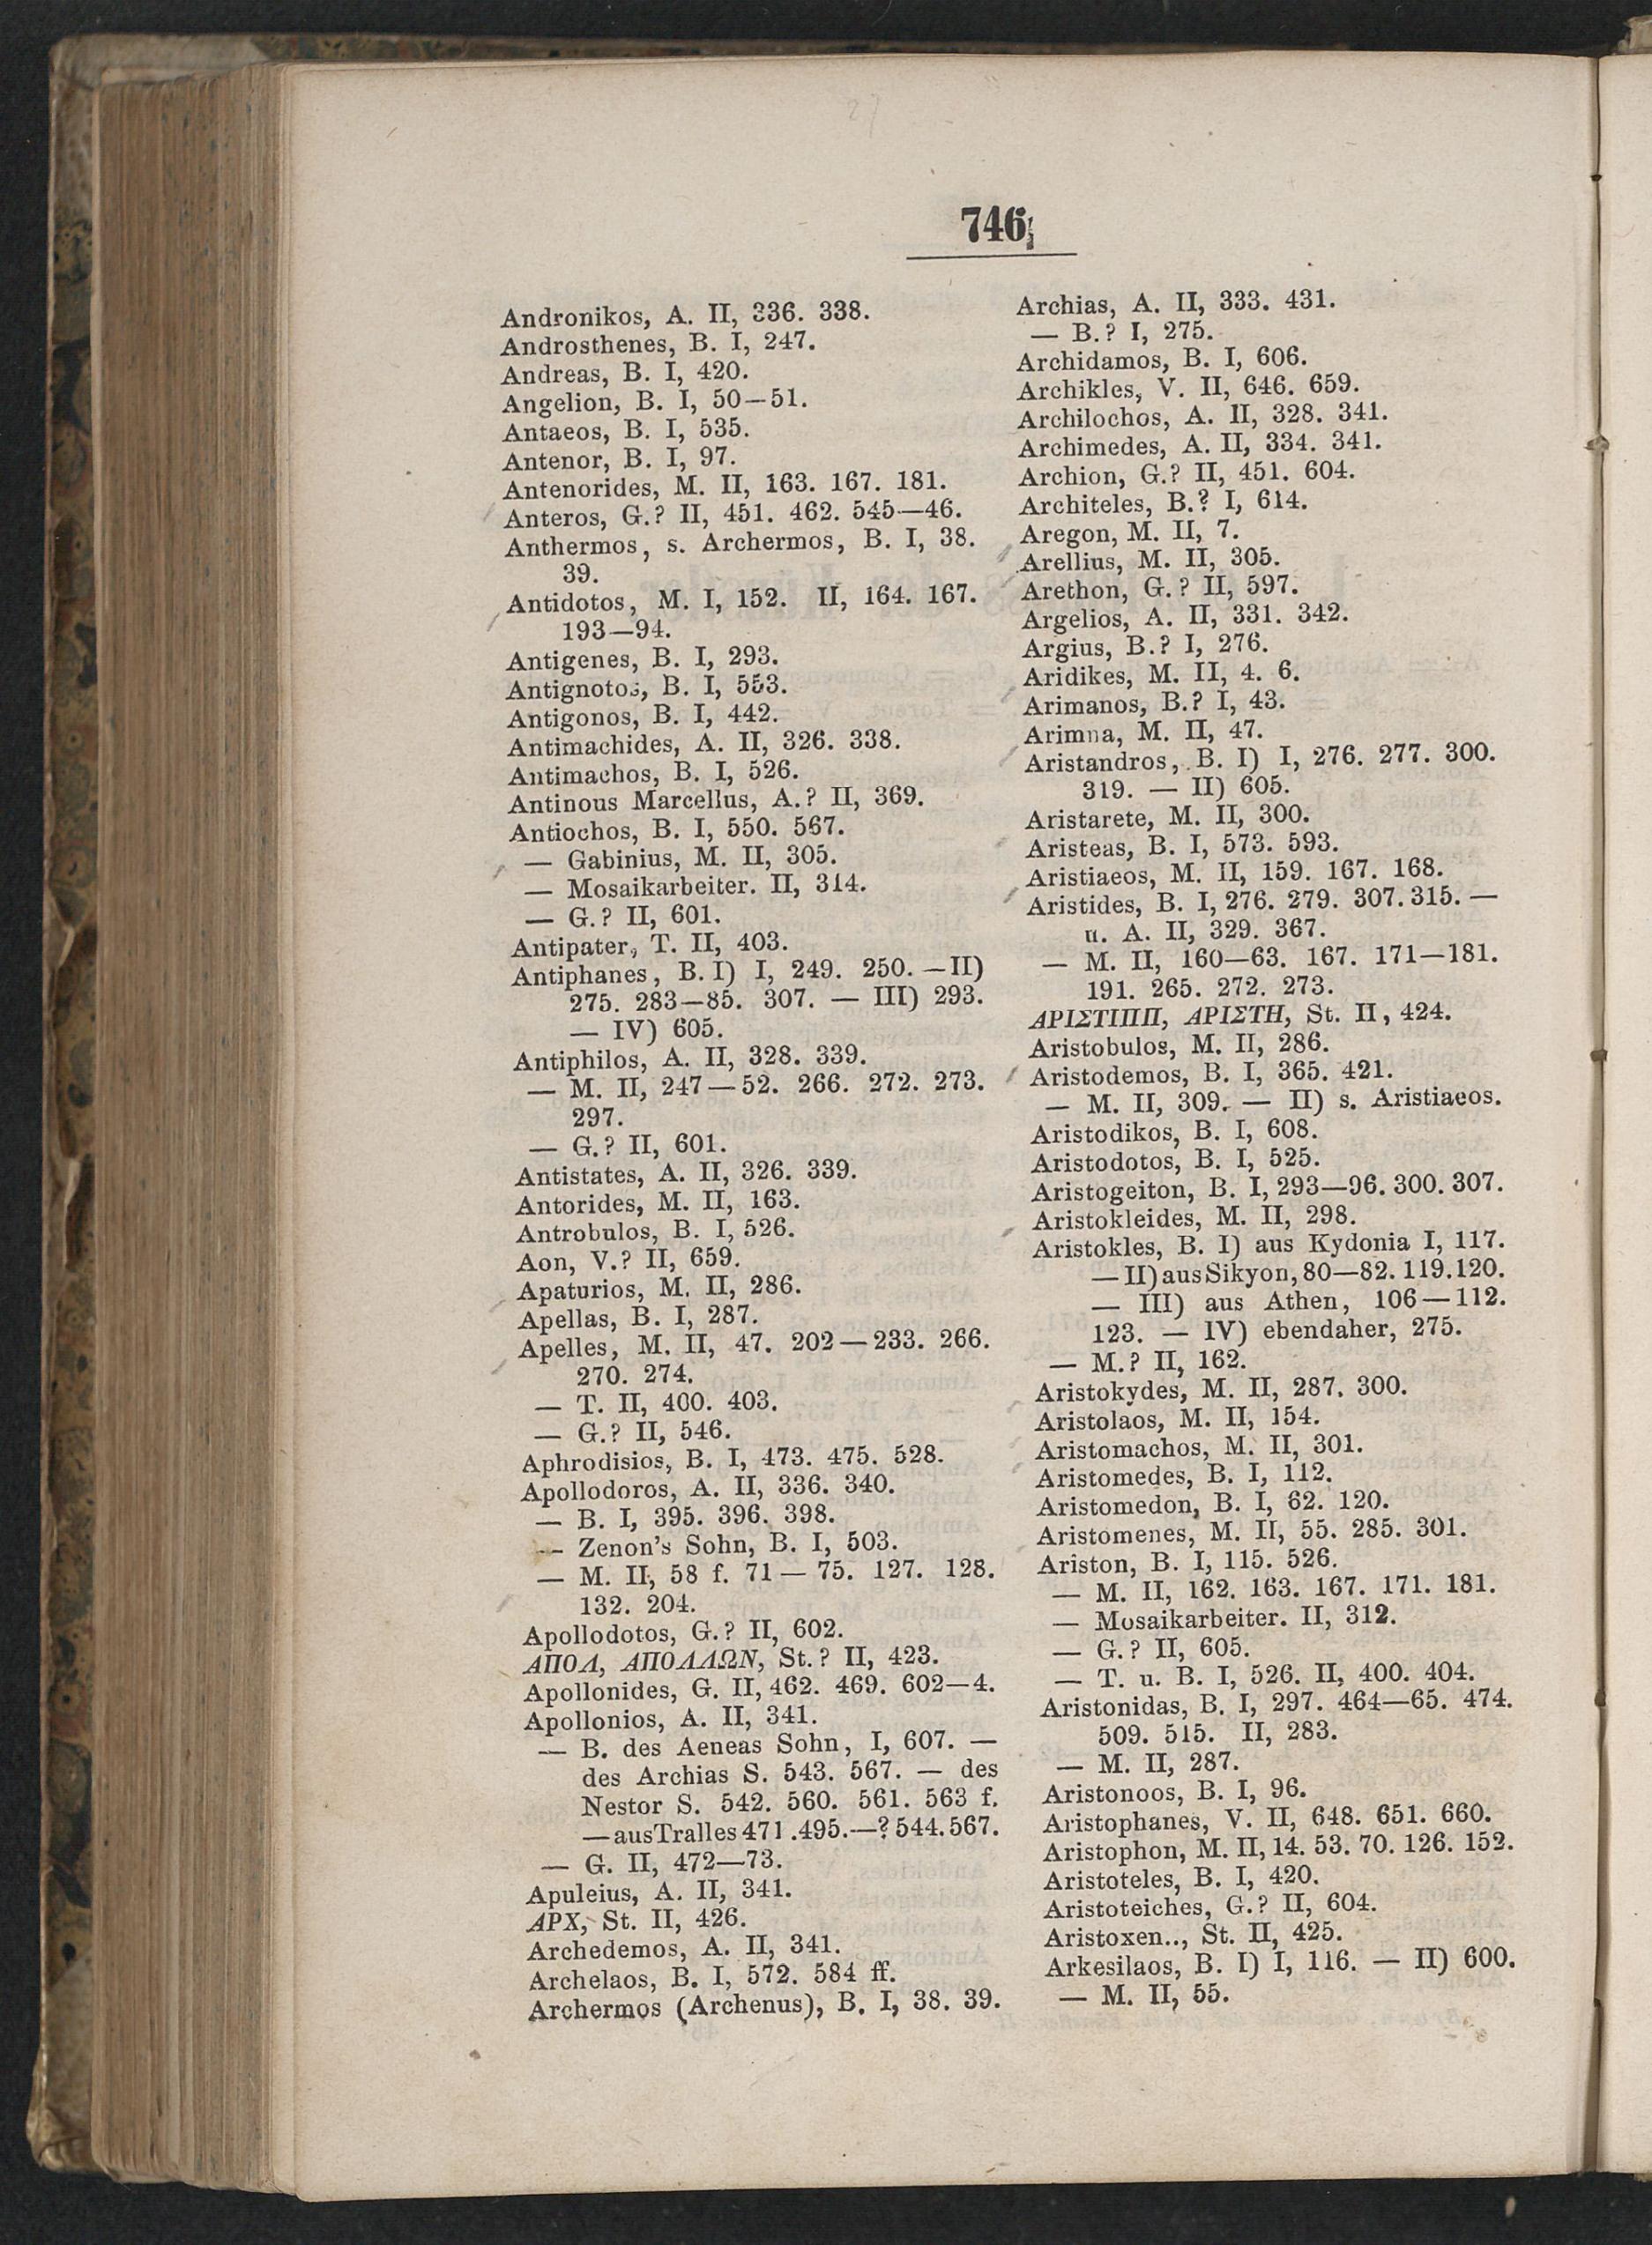 746
Andronikos, A. II, 336. 338.
Androsthenes, B. I, 247.
Andreas, B. I, 420.
Angelion, B. I, 50—51.
Antaeos, B. I, 535.
Antenor, B. I, 97.
Antenorides, M. II, 163. 167. 181.
Anteros, G.? II, 451. 462. 545—46.
Anthermos, s. Archermos, B. I, 38.
39.
Antidotos, M. I, 152. II, 164. 167.
193—94.
Antigenes, B. I, 293.
Antignotos, B. I, 553.
Antigonos, B. I, 442.
Antimachides, A. II, 326. 338.
Antimachos, B. I, 526.
Antinous Marcellus, A.? II, 369.
Antiochos, B. I, 550. 567.
— Gabinius, M. II, 305.
— Mosaikarbeiter. II, 314.
— G.? II, 601.
Antipater, T. II, 403.
Antiphanes, B. I) I, 249. 250. — II)
275. 283—85. 307. — III) 293.
— IV) 605.
Antiphilos, A. II, 328. 339.
— M. II, 247—52. 266. 272. 273.
297.
— G.? II, 601.
Antistates, A. II, 326. 339.
Antorides, M. II, 163.
Antrobulos, B. I, 526.
Aon, V.? II, 659.
Apaturios, M. II, 286.
Apellas, B. I, 287.
Apelles, M. II, 47. 202—233. 266.
270. 274.
— T. II, 400. 403.
— G.? II, 546.
Aphrodisios, B. I, 473. 475. 528.
Apollodoros, A. II, 336. 340.
— B. I, 395. 396. 398.
— Zenon's Sohn, B. I, 503.
— M. II, 58 f. 71—75. 127. 128.
132. 204.
Apollodotos, G.? II, 602.
ΑΠΟΛ, ΑΠΟΛΛΩΝ, St.? II, 423.
Apollonides, G. II, 462. 469. 602—4.
Apollonios, A. II, 341.
— B. des Aeneas Sohn, I, 607. —
des Archias S. 543. 567. — des
Nestor S. 542. 560. 561. 563 f.
— aus Tralles 471. 495. —? 544. 567.
— G. II, 472—73.
Apuleius, A. II, 341.
ΑΡΧ, St. II, 426.
Archedemos, A. II, 341.
Archelaos, B. I, 572. 584 ff.
Archermos (Archenus), B. I, 38. 39.
Archias, A. II, 333. 431.
— B.? I, 275.
Archidamos, B. I, 606.
Archikles, V. II, 646. 659.
Archilochos, A. II, 328. 341.
Archimedes, A. II, 334. 341.
Archion, G.? II, 451. 604.
Architeles, B.? I, 614.
Aregon, M. II, 7.
Arellius, M. II, 305.
Arethon, G.? II, 597.
Argelios, A. II, 331. 342.
Argius, B.? I, 276.
Aridikes, M. II, 4. 6.
Arimanos, B.? I, 43.
Arimna, M. II, 47.
Aristandros, B. I) I, 276. 277. 300.
319. — II) 605.
Aristarete, M. II, 300.
Aristeas, B. I, 573. 593.
Aristiaeos, M. II, 159. 167. 168.
Aristides, B. I, 276. 279. 307. 315. —
u. A. II, 329. 367.
— M. II, 160—63. 167. 171—181.
191. 265. 272. 273.
ΑΡΙΣΤΙΠΠ, ΑΡΙΣΤΗ, St. II, 424.
Aristobulos, M. II, 286.
Aristodemos, B. I, 365. 421.
— M. II, 309. — II) s. Aristiaeos.
Aristodikos, B. I, 608.
Aristodotos, B. I, 525.
Aristogeiton, B. I, 293—96. 300. 307.
Aristokleides, M. II, 298.
Aristokles, B. I) aus Kydonia I, 117.
— II) aus Sikyon, 80—82. 119. 120.
— III) aus Athen, 106—112.
123. — IV) ebendaher, 275.
— M.? II, 162.
Aristokydes, M. II, 287. 300.
Aristolaos, M. II, 154.
Aristomachos, M. II, 301.
Aristomedes, B. I, 112.
Aristomedon, B. I, 62. 120.
Aristomenes, M. II, 55. 285. 301.
Ariston, B. I, 115. 526.
— M. II, 162. 163. 167. 171. 181.
— Mosaikarbeiter. II, 312.
— G.? II, 605.
— T. u. B. I, 526. II, 400. 404.
Aristonidas, B. I, 297. 464—65. 474.
509. 515. II, 283.
— M. II, 287.
Aristonoos, B. I, 96.
Aristophanes, V. II, 648. 651. 660.
Aristophon, M. II, 14. 53. 70. 126. 152.
Aristoteles, B. I, 420.
Aristoteiches, G.? II, 604.
Aristoxen.., St. II, 425.
Arkesilaos, B. I) I, 116. — II) 600.
— M. II, 55.